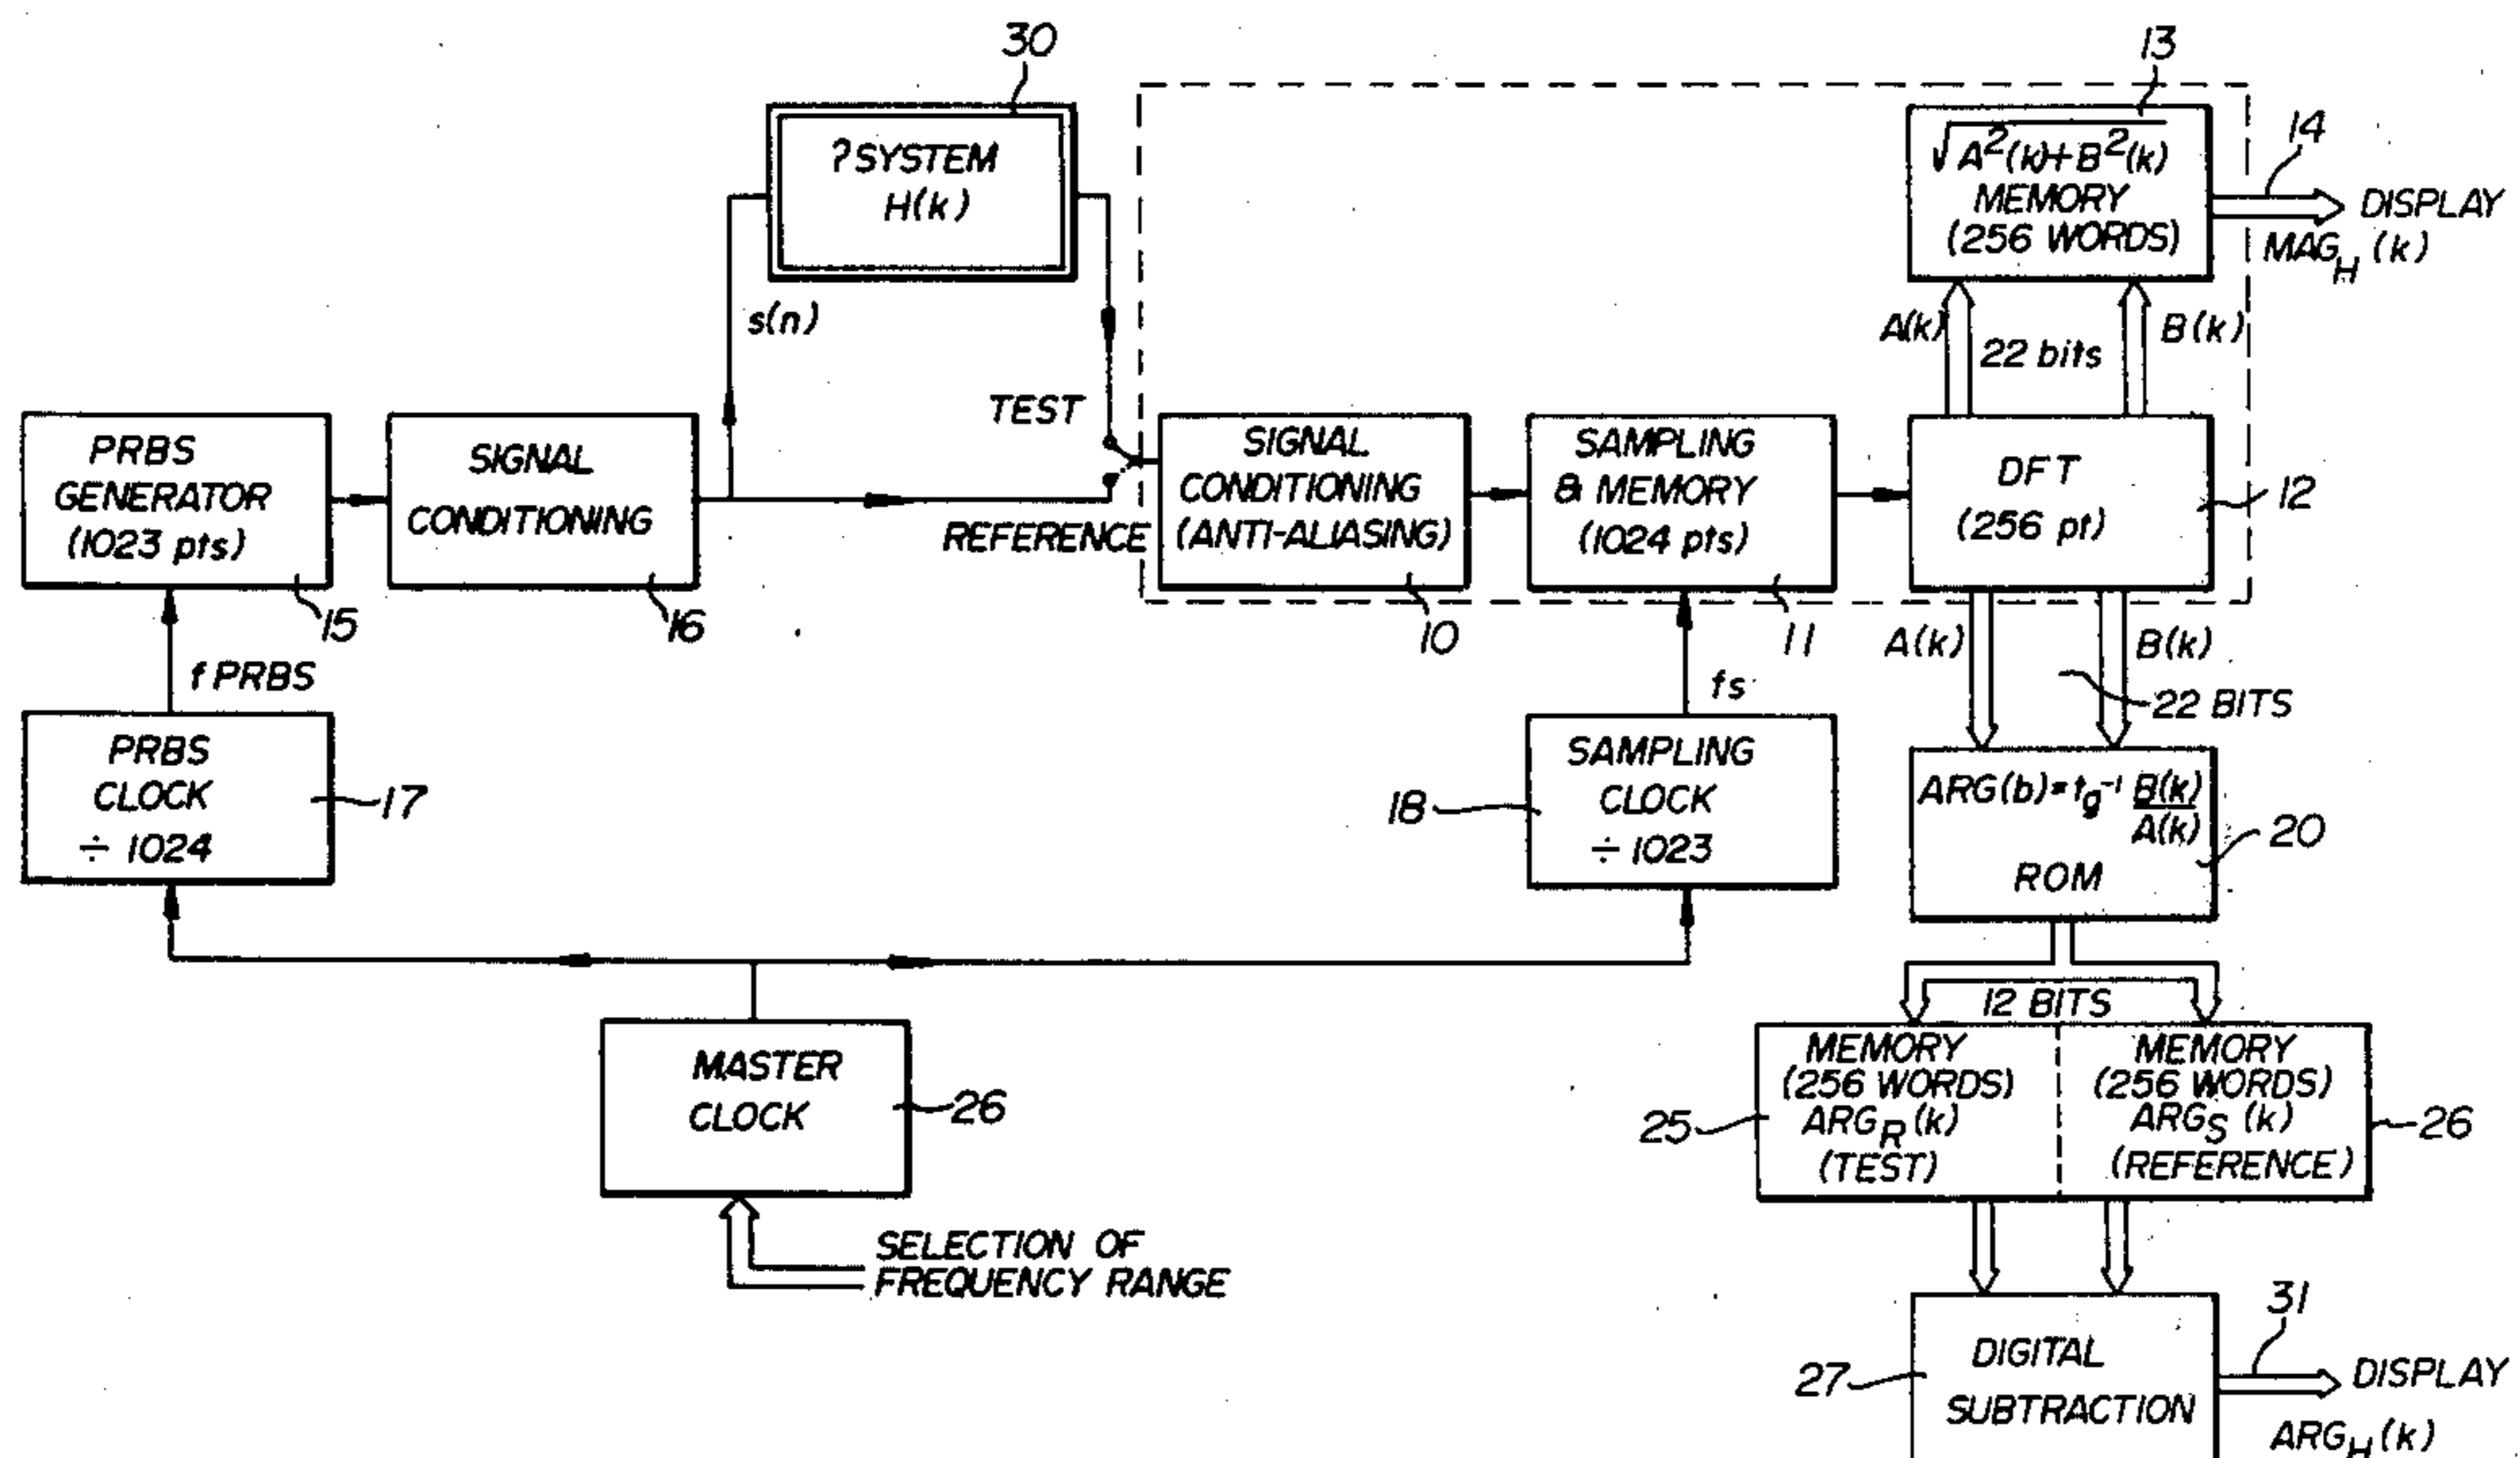 30
13
? SYSTEM
H(k)
√A²(k)+B²(k)
MEMORY
(256 WORDS)
14
DISPLAY
MAG_H (k)
s(n)
A(k)
22 bits
B(k)
TEST
REFERENCE
PRBS
GENERATOR
(1023 pts)
15
SIGNAL
CONDITIONING
16
SIGNAL
CONDITIONING
(ANTI-ALIASING)
10
SAMPLING
& MEMORY
(1024 pts)
11
DFT
(256 pt)
12
A(k)
B(k)
22 BITS
f PRBS
fs
PRBS
CLOCK
÷ 1024
17
SAMPLING
CLOCK
÷ 1023
18
ARG(b)=tg⁻¹ B(k)/A(k)
ROM
20
12 BITS
MASTER
CLOCK
26
SELECTION OF
FREQUENCY RANGE
MEMORY
(256 WORDS)
ARG_R (k)
(TEST)
25
MEMORY
(256 WORDS)
ARG_S (k)
(REFERENCE)
26
DIGITAL
SUBTRACTION
27
31
DISPLAY
ARG_H (k)